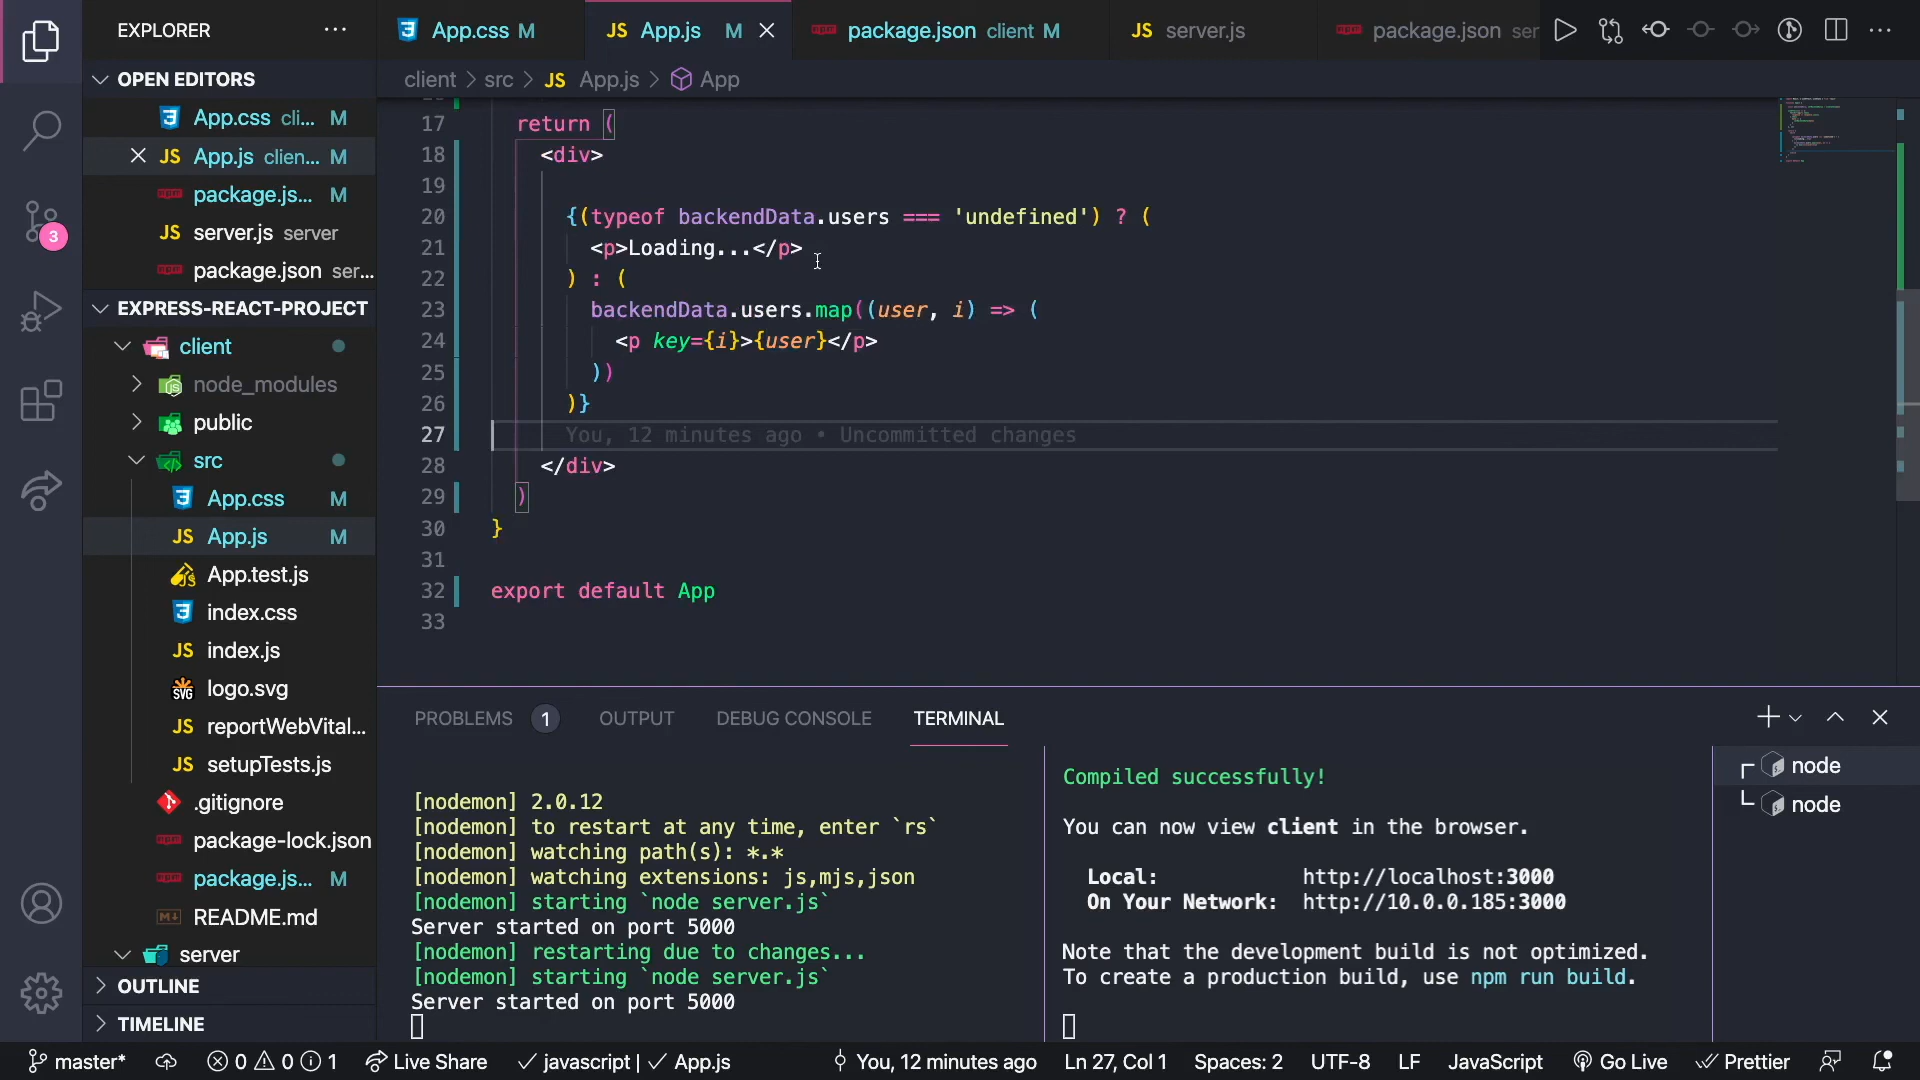 EXPLORER
OPEN EDITORS
App.css cli... M
JS App.js clien... M
package.js... M
JS server.js server
package.json ser...
EXPRESS-REACT-PROJECT
client
node_modules
public
src
App.css M
JS App.js M
App.test.js
index.css
JS index.js
SVG logo.svg
JS reportWebVital...
JS setupTests.js
.gitignore
package-lock.json
package.js... M
M↓ README.md
server
OUTLINE
TIMELINE
3
App.css M
JS App.js M
package.json client M
JS server.js
package.json ser
client > src > JS App.js > App
17 return (
18 <div>
19
20 {(typeof backendData.users === 'undefined') ? (
21 <p>Loading...</p>
22 ) : (
23 backendData.users.map((user, i) => (
24 <p key={i}>{user}</p>
25 ))
26 )}
27 You, 12 minutes ago • Uncommitted changes
28 </div>
29 )
30 }
31
32 export default App
33
PROBLEMS 1 OUTPUT DEBUG CONSOLE TERMINAL
[nodemon] 2.0.12
[nodemon] to restart at any time, enter `rs`
[nodemon] watching path(s): *.*
[nodemon] watching extensions: js,mjs,json
[nodemon] starting `node server.js`
Server started on port 5000
[nodemon] restarting due to changes...
[nodemon] starting `node server.js`
Server started on port 5000
Compiled successfully!
You can now view client in the browser.
Local: http://localhost:3000
On Your Network: http://10.0.0.185:3000
Note that the development build is not optimized.
To create a production build, use npm run build.
node
node
master* 0 0 1 Live Share javascript | App.js You, 12 minutes ago Ln 27, Col 1 Spaces: 2 UTF-8 LF JavaScript Go Live Prettier